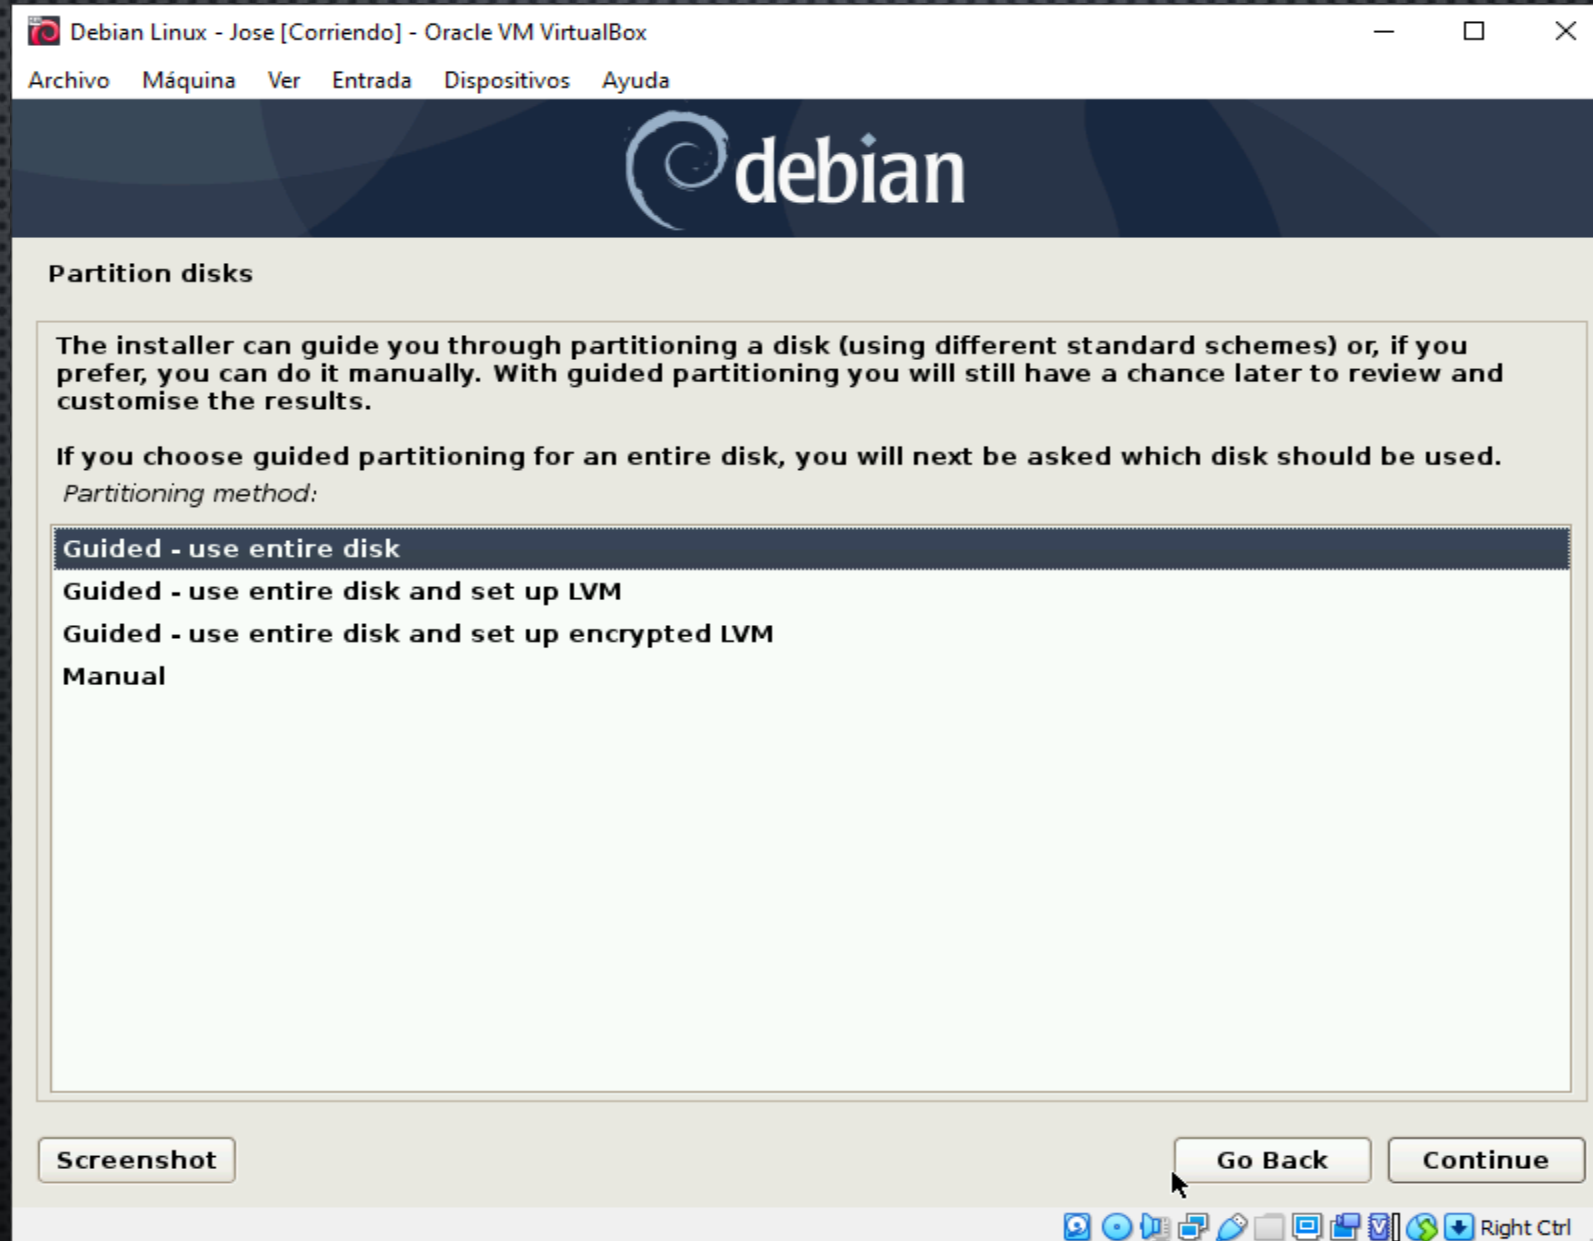 Debian Linux - Jose [Corriendo] - Oracle VM VirtualBox
Archivo Máquina Ver Entrada Dispositivos Ayuda
debian
Partition disks
The installer can guide you through partitioning a disk (using different standard schemes) or, if you
prefer, you can do it manually. With guided partitioning you will still have a chance later to review and
customise the results.
If you choose guided partitioning for an entire disk, you will next be asked which disk should be used.
Partitioning method:
Guided - use entire disk
Guided - use entire disk and set up LVM
Guided - use entire disk and set up encrypted LVM
Manual
Screenshot Go Back Continue
Right Ctrl